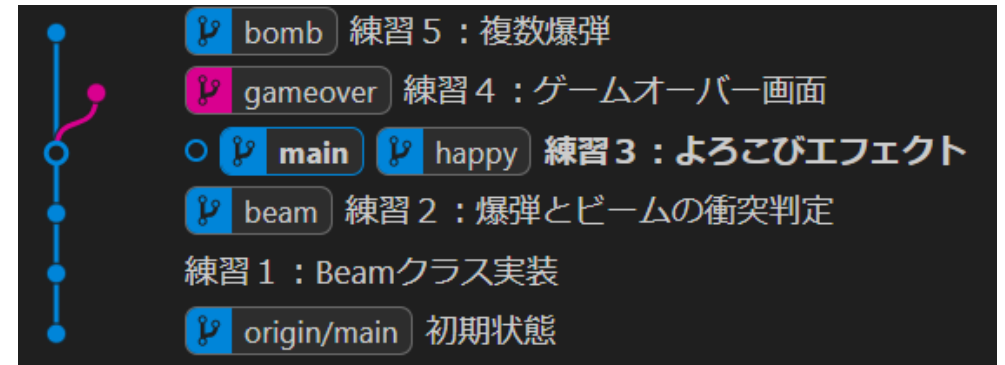 bomb 練習５：複数爆弾
gameover 練習４：ゲームオーバー画面
main happy 練習３：よろこびエフェクト
beam 練習２：爆弾とビームの衝突判定
練習１：Beamクラス実装
origin/main 初期状態